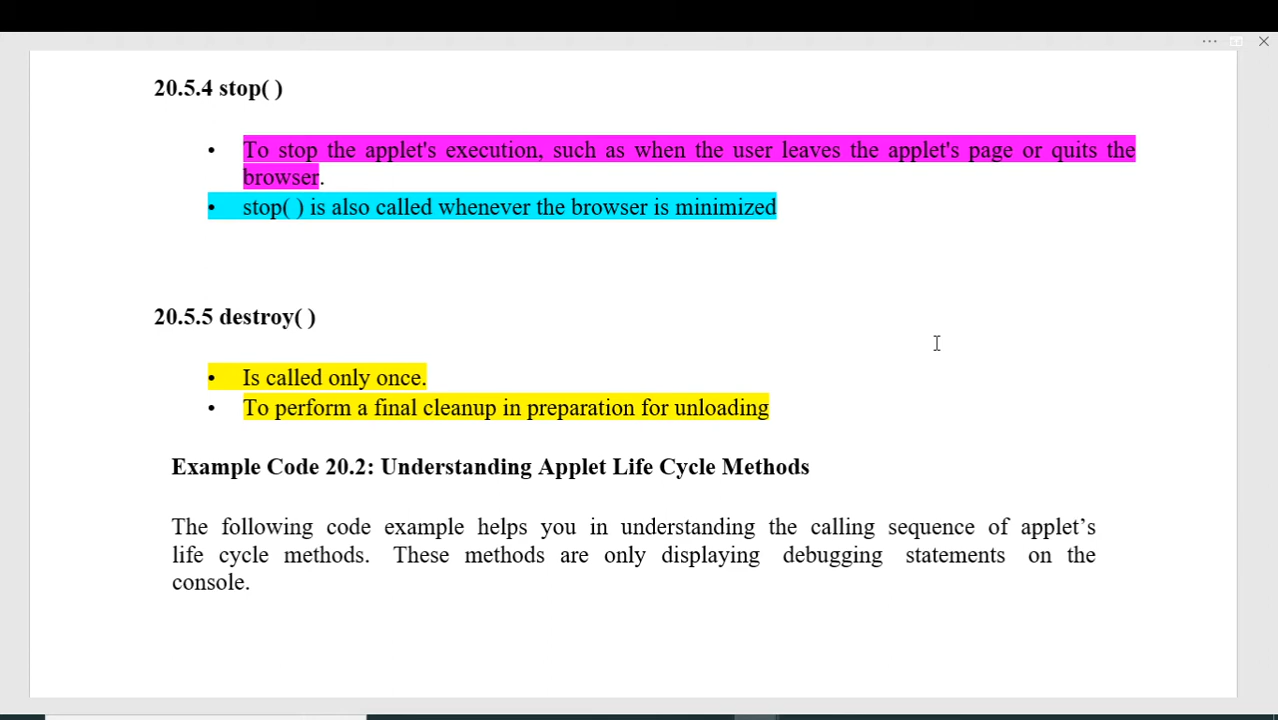 20.5.4 stop( )
• To stop the applet's execution, such as when the user leaves the applet's page or quits the
browser.
• stop( ) is also called whenever the browser is minimized
20.5.5 destroy( )
• Is called only once.
• To perform a final cleanup in preparation for unloading
Example Code 20.2: Understanding Applet Life Cycle Methods
The following code example helps you in understanding the calling sequence of applet’s
life cycle methods. These methods are only displaying debugging statements on the
console.